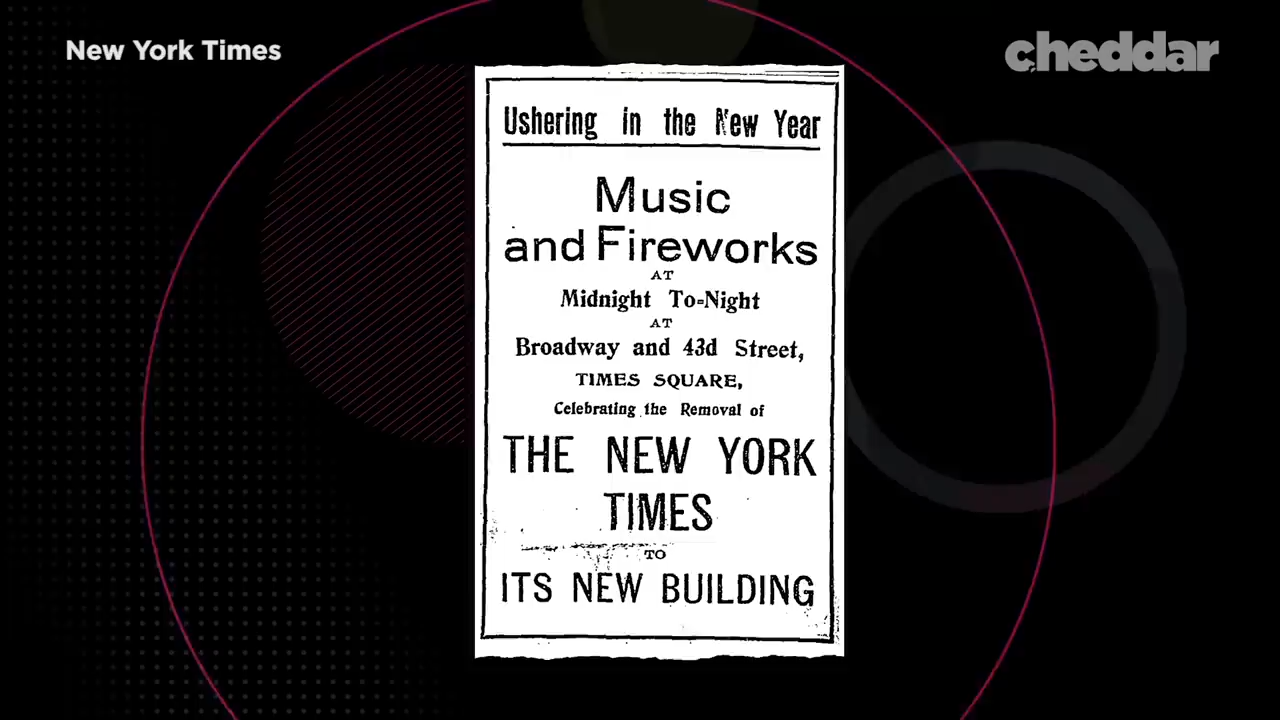 New York Times
cheddar
Ushering in the New Year
Music
and Fireworks
AT
Midnight To=Night
AT
Broadway and 43d Street,
TIMES SQUARE,
Celebrating the Removal of
THE NEW YORK
TIMES
TO
ITS NEW BUILDING